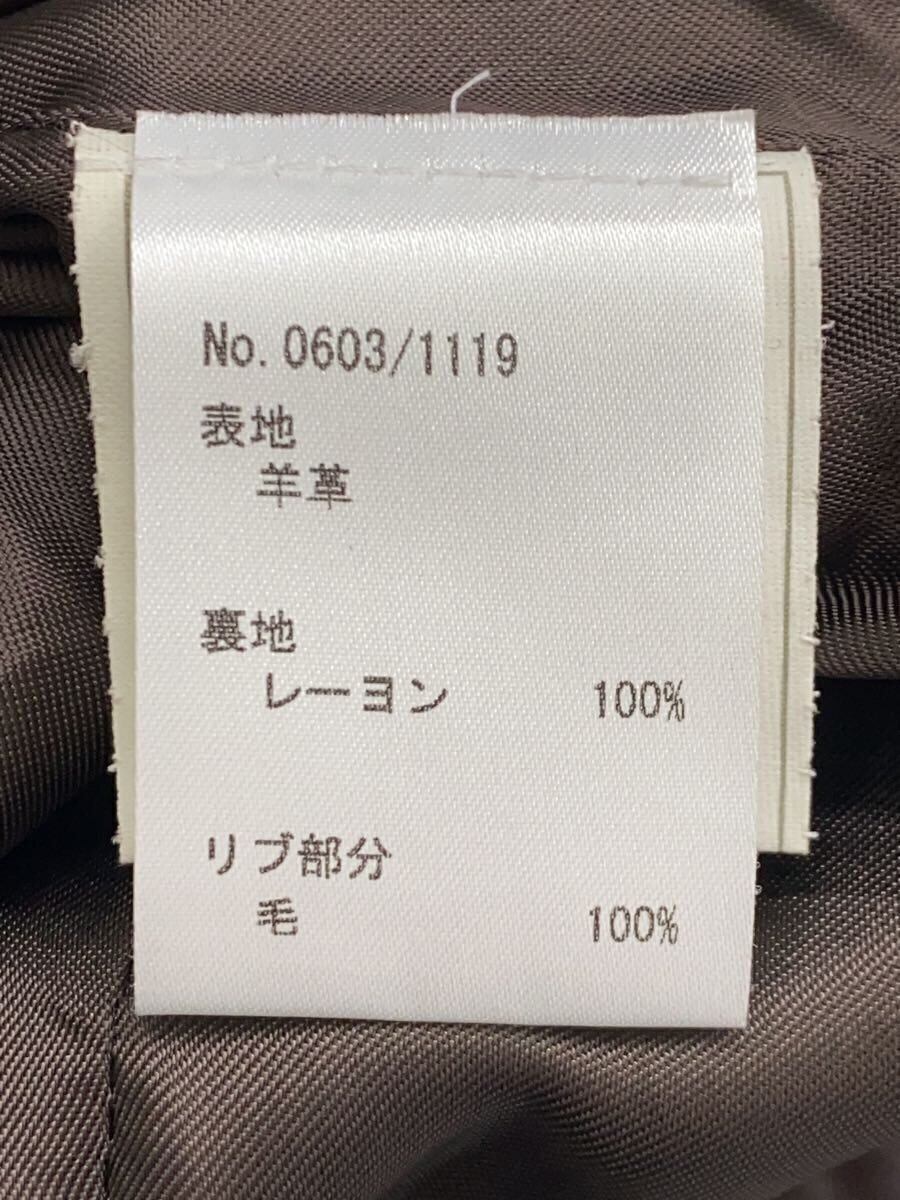 No.0603/1119
表地
羊革
裏地
レーヨン 100%
リブ部分
毛 100%